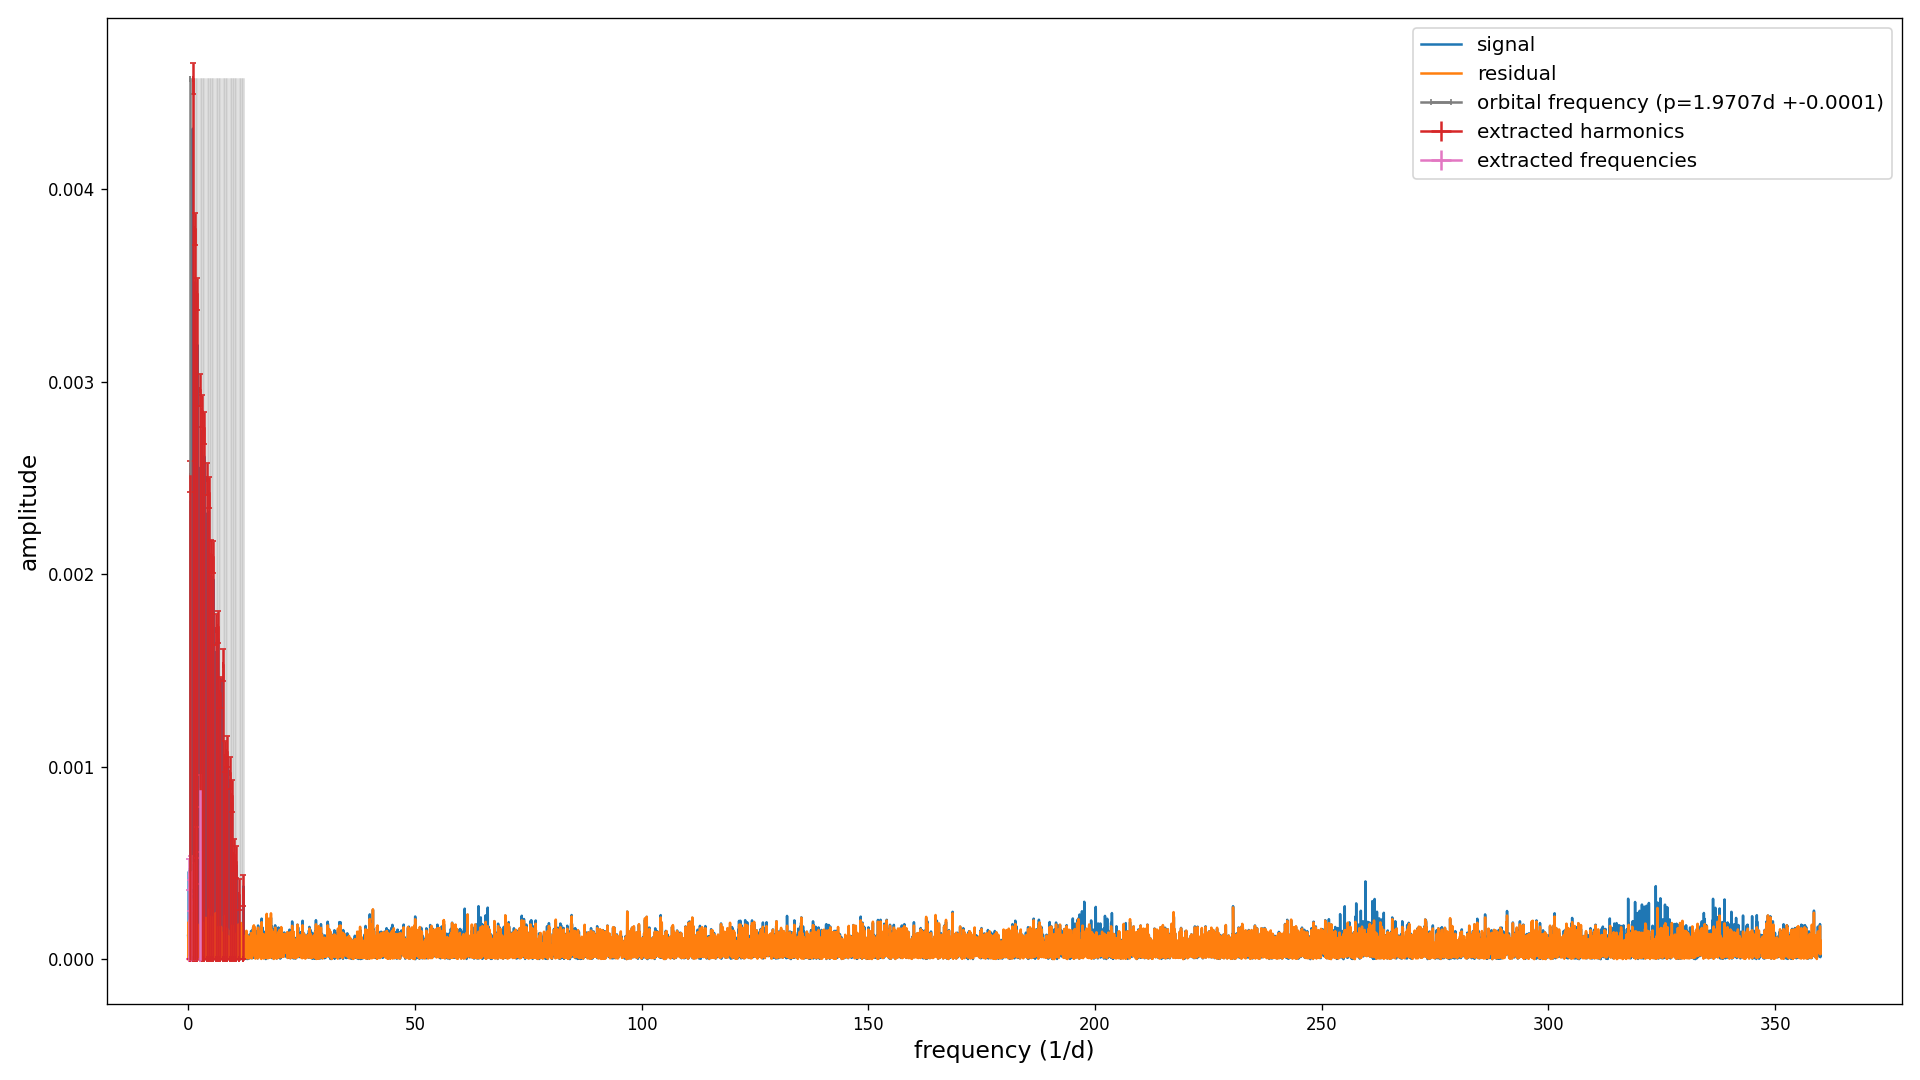 signal
residual
orbital frequency (p=1.9707d +-0.0001)
extracted harmonics
extracted frequencies
amplitude
0.004
0.003
0.002
0.001
0.000
0 50 100 150 200 250 300 350
frequency (1/d)